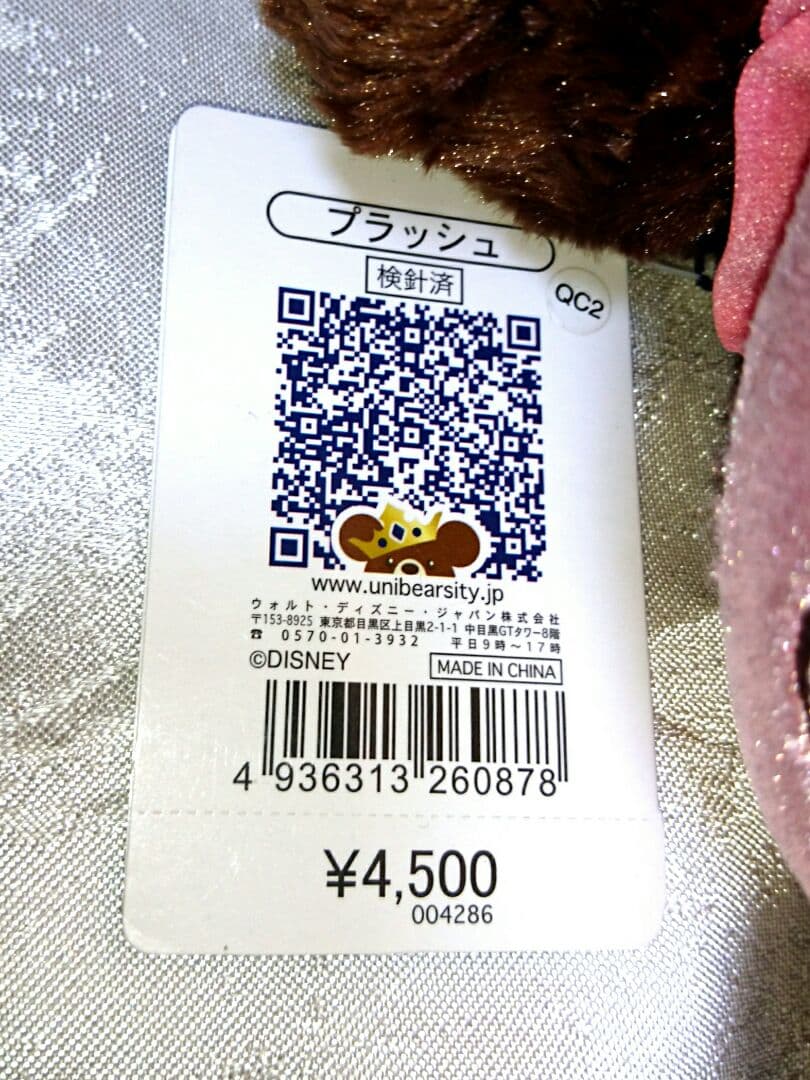 プラッシュ
検針済
QC2
www.unibearsity.jp
ウォルト・ディズニー・ジャパン株式会社
〒153-8925 東京都目黒区上目黒2-1-1 中目黒GTタワー8階
☎ 0570-01-3932 平日9時～17時
©DISNEY MADE IN CHINA
4 936313 260878
¥4,500
004286